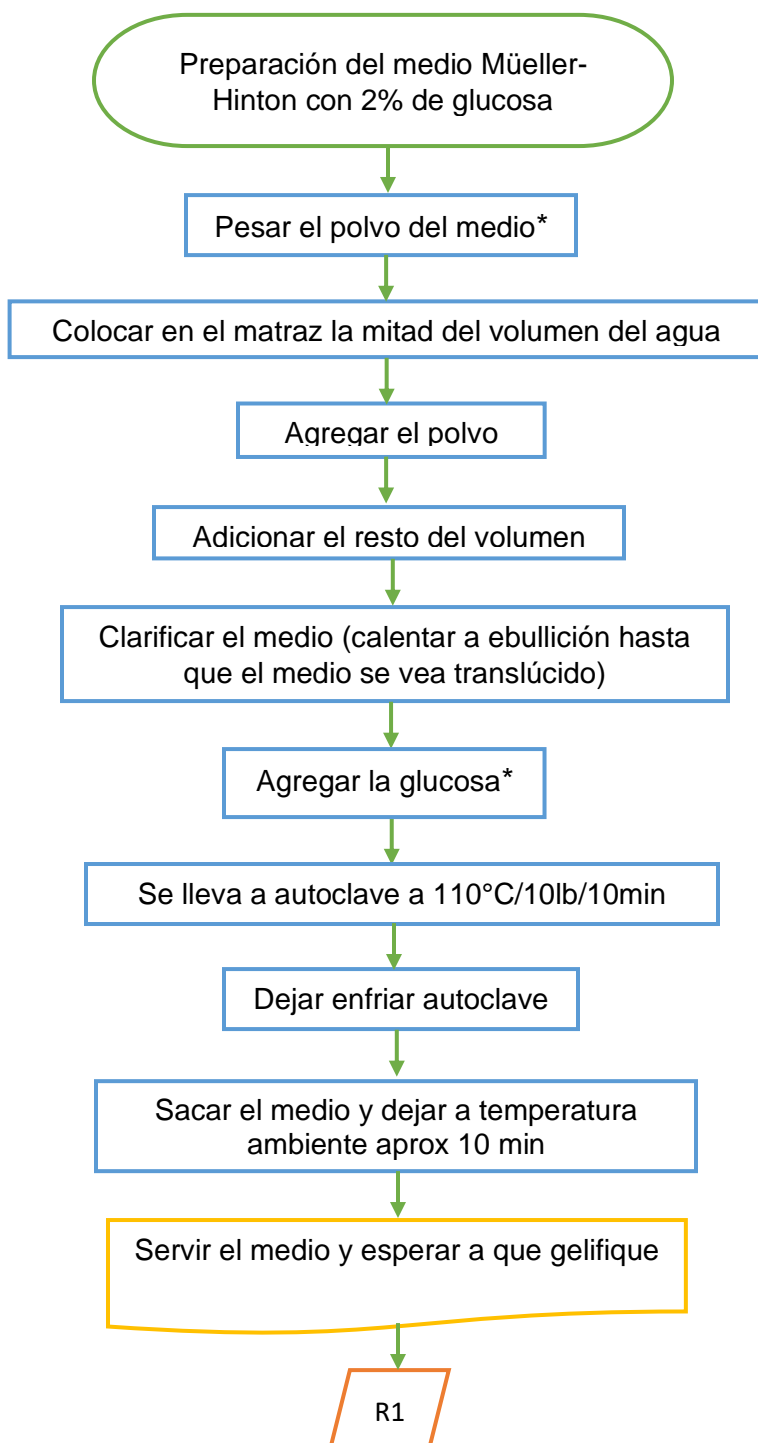 Preparación del medio Müeller-
Hinton con 2% de glucosa
Pesar el polvo del medio*
Colocar en el matraz la mitad del volumen del agua
Agregar el polvo
Adicionar el resto del volumen
Clarificar el medio (calentar a ebullición hasta
que el medio se vea translúcido)
Agregar la glucosa*
Se lleva a autoclave a 110°C/10lb/10min
Dejar enfriar autoclave
Sacar el medio y dejar a temperatura
ambiente aprox 10 min
Servir el medio y esperar a que gelifique
R1